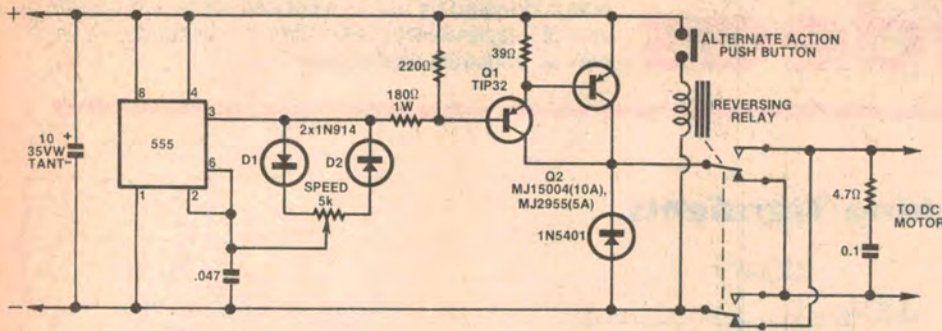 +
ALTERNATE ACTION
PUSH BUTTON
39Ω
220Ω
Q1
TIP32
180Ω
1W
8
4
3
555
6
1
2
10
35VW
TANT
+
−
2x1N914
D1
D2
SPEED
5k
.047
REVERSING
RELAY
Q2
MJ15004(10A),
MJ2955(5A)
1N5401
4.7Ω
0.1
TO DC
MOTOR
−